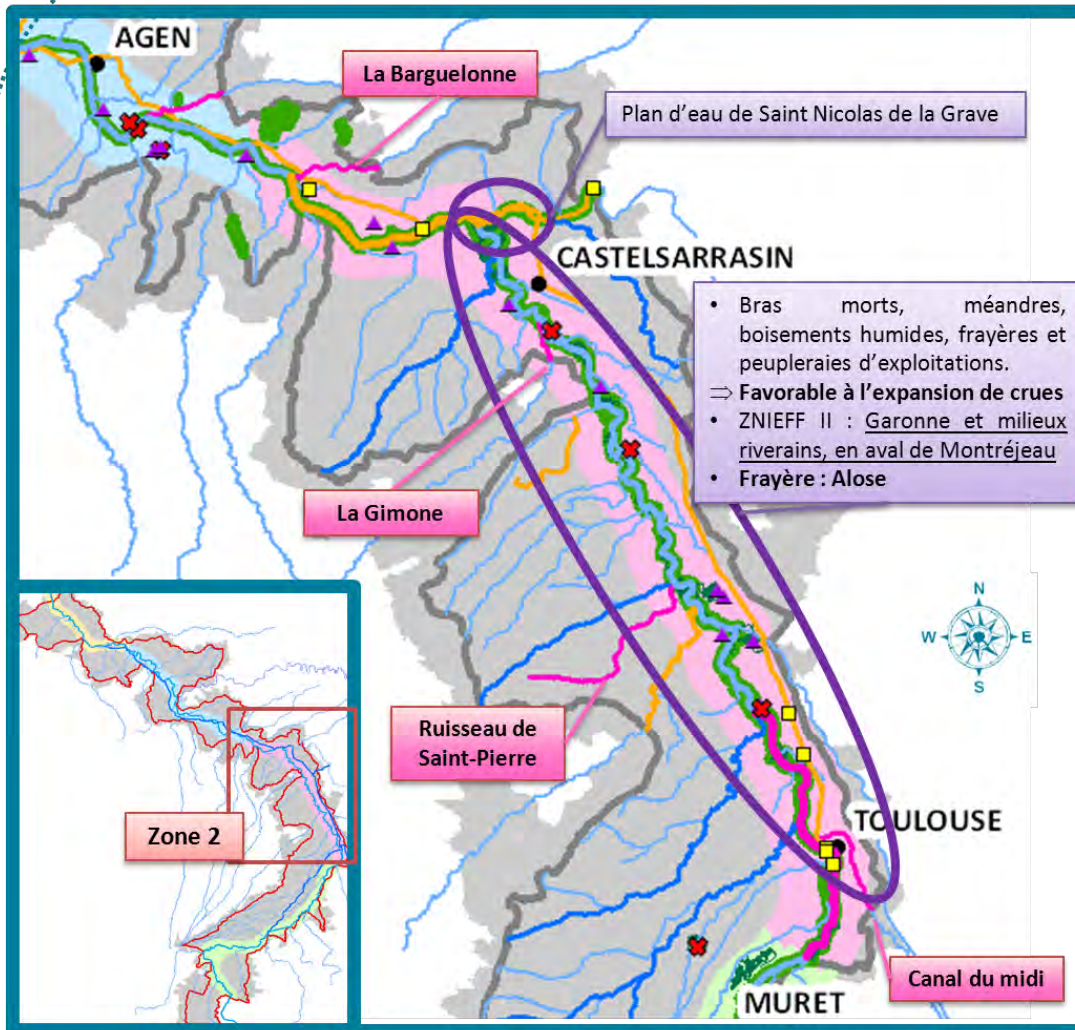 AGEN
La Barguelonne
Plan d'eau de Saint Nicolas de la Grave
CASTELSARRASIN
• Bras morts, méandres,
boisements humides, frayères et
peupleraies d'exploitations.
⇒ Favorable à l'expansion de crues
• ZNIEFF II : Garonne et milieux
riverains, en aval de Montréjeau
• Frayère : Alose
La Gimone
N
W
E
S
Ruisseau de
Saint-Pierre
Zone 2
TOULOUSE
Canal du midi
MURET